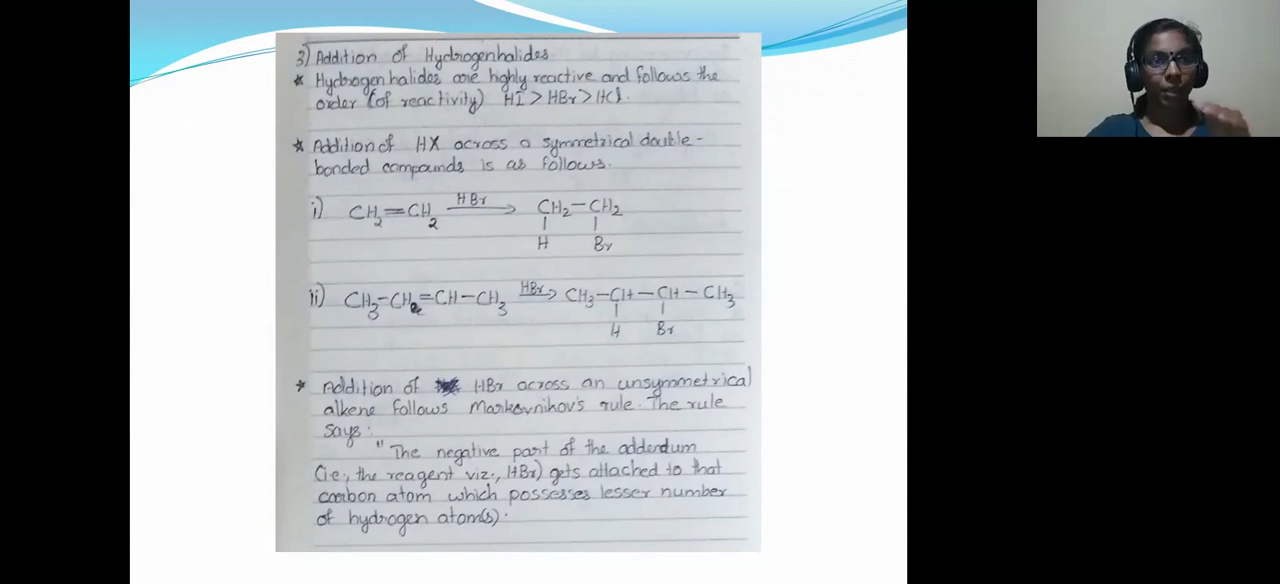 3) Addition of Hydrogenhalides.
* Hydrogenhalides are highly reactive and follows the
order (of reactivity) HI > HBr > HCl.
* Addition of HX across a symmetrical double-
bonded compounds is as follows.
i) CH2=CH2 HBr→ CH2-CH2
H Br
ii) CH3-CH=CH-CH3 HBr→ CH3-CH-CH-CH3
H Br
* Addition of HBr across an unsymmetrical
alkene follows Markovnihov's rule. The rule
says:
"The negative part of the addendum
(i.e., the reagent viz., HBr) gets attached to that
carbon atom which possesses lesser number
of hydrogen atom(s).